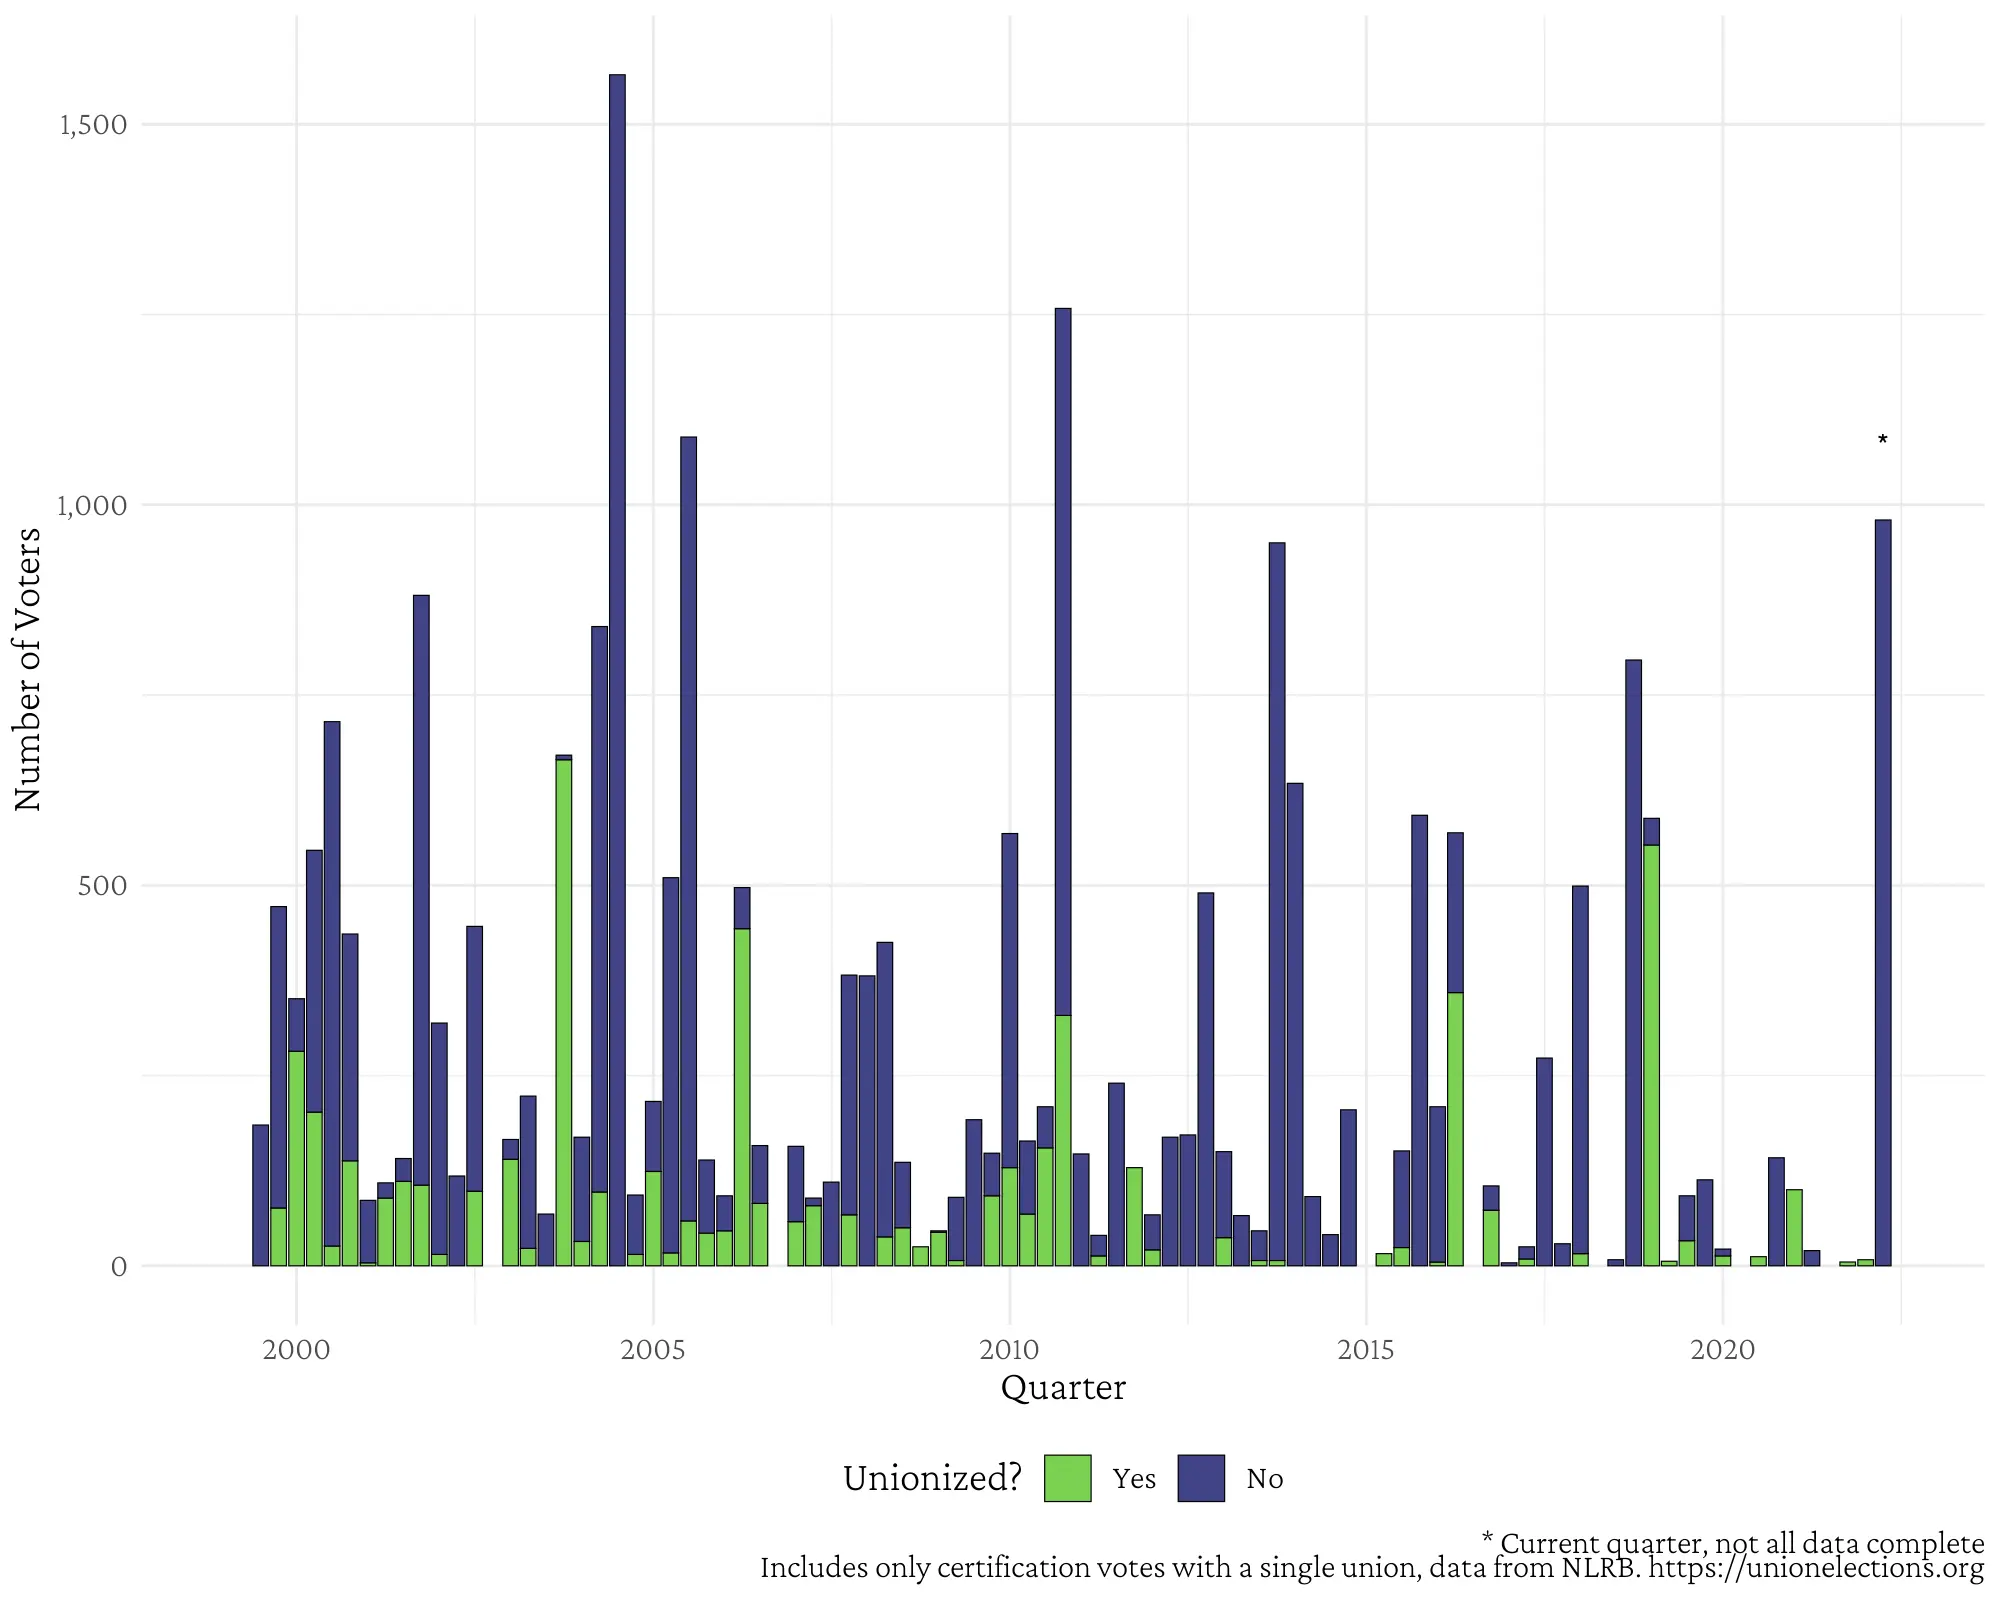 1,500
1,000
500
0
Number of Voters
2000 2005 2010 2015 2020
Quarter
*
Unionized? Yes No
* Current quarter, not all data complete
Includes only certification votes with a single union, data from NLRB. https://unionelections.org